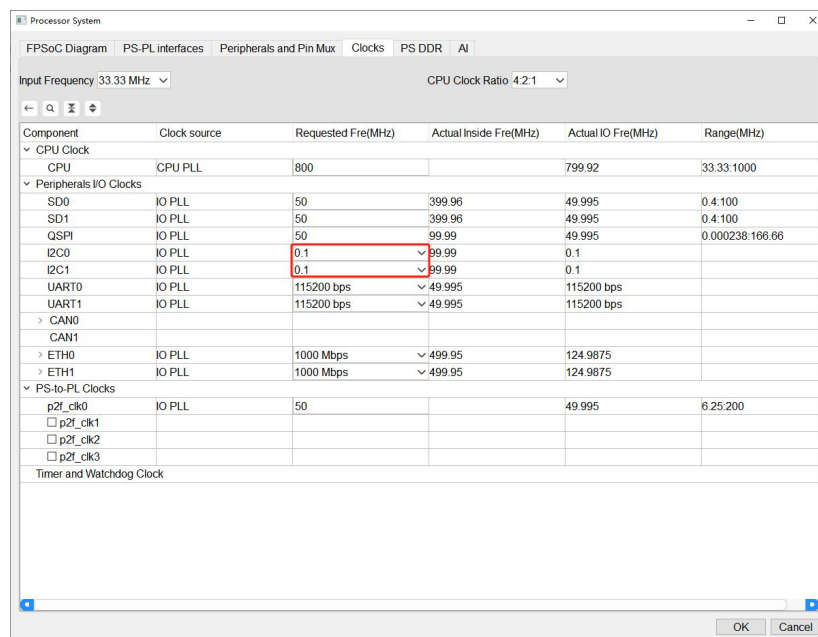 Processor System
FPSoC Diagram PS-PL interfaces Peripherals and Pin Mux Clocks PS DDR AI
Input Frequency 33.33 MHz CPU Clock Ratio 4:2:1
Component Clock source Requested Fre(MHz) Actual Inside Fre(MHz) Actual IO Fre(MHz) Range(MHz)
CPU Clock
CPU CPU PLL 800 799.92 33.33:1000
Peripherals I/O Clocks
SD0 IO PLL 50 399.96 49.995 0.4:100
SD1 IO PLL 50 399.96 49.995 0.4:100
QSPI IO PLL 50 99.99 49.995 0.000238:166.66
I2C0 IO PLL 0.1 99.99 0.1
I2C1 IO PLL 0.1 99.99 0.1
UART0 IO PLL 115200 bps 49.995 115200 bps
UART1 IO PLL 115200 bps 49.995 115200 bps
CAN0
CAN1
ETH0 IO PLL 1000 Mbps 499.95 124.9875
ETH1 IO PLL 1000 Mbps 499.95 124.9875
PS-to-PL Clocks
p2f_clk0 IO PLL 50 49.995 6.25:200
p2f_clk1
p2f_clk2
p2f_clk3
Timer and Watchdog Clock
OK Cancel